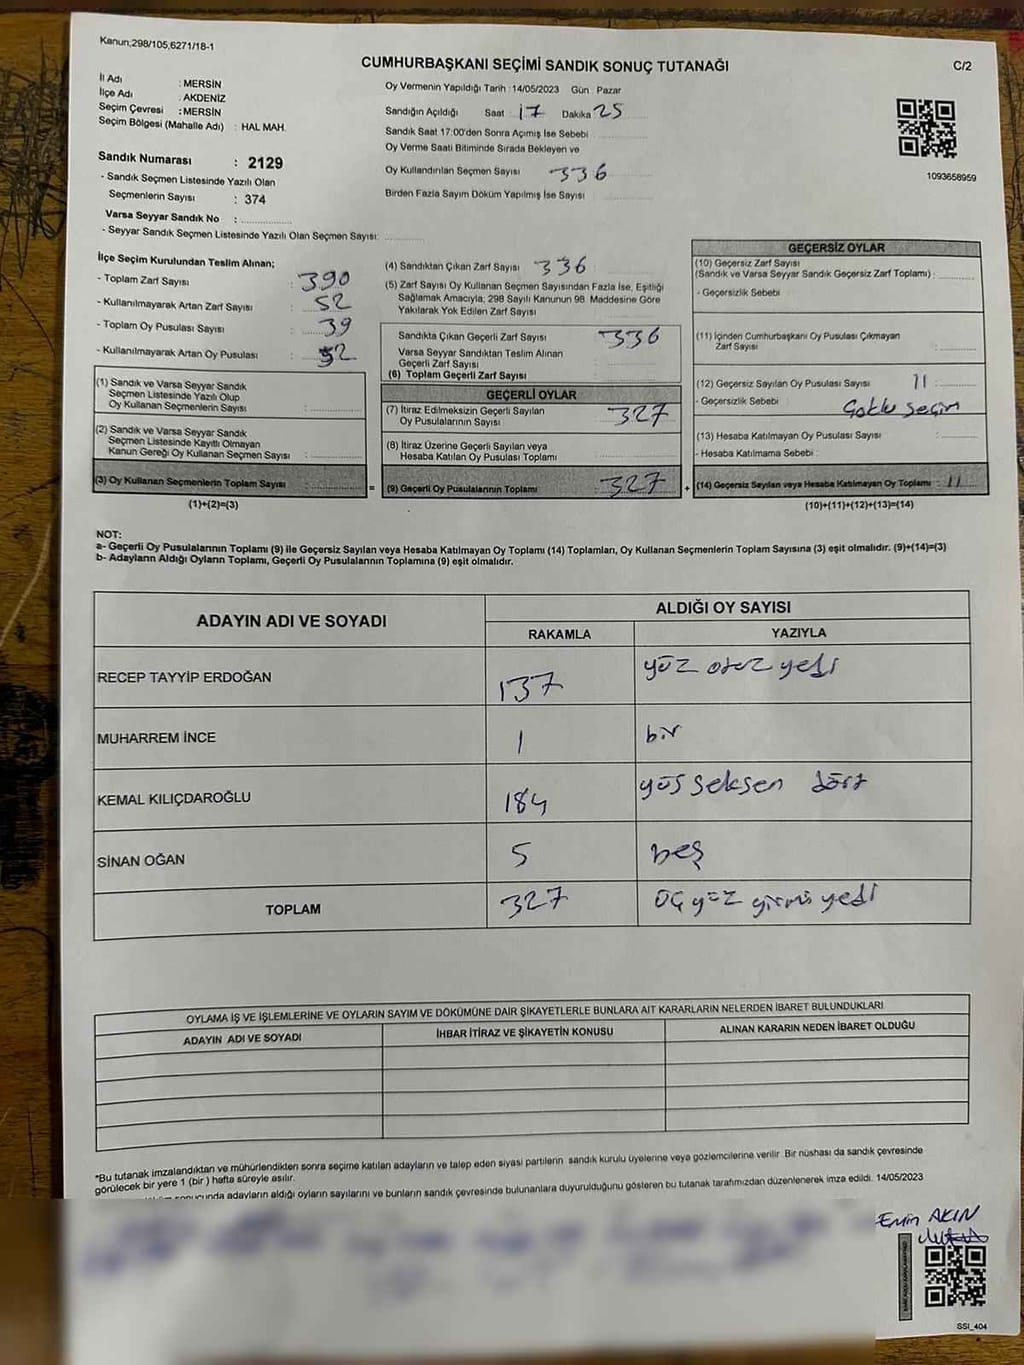 Kanun;298/105,6271/18-1
CUMHURBAŞKANI SEÇİMİ SANDIK SONUÇ TUTANAĞI
C/2
İl Adı : MERSİN
İlçe Adı : AKDENİZ
Seçim Çevresi : MERSİN
Seçim Bölgesi (Mahalle Adı) : HAL MAH.
Sandık Numarası : 2129
- Sandık Seçmen Listesinde Yazılı Olan
Seçmenlerin Sayısı : 374
Varsa Seyyar Sandık No :
- Seyyar Sandık Seçmen Listesinde Yazılı Olan Seçmen Sayısı:
Oy Vermenin Yapıldığı Tarih : 14/05/2023 Gün : Pazar
Sandığın Açıldığı Saat 17 Dakika 25
Sandık Saat 17:00'den Sonra Açımış İse Sebebi
Oy Verme Saati Bitiminde Sırada Bekleyen ve
Oy Kullandırılan Seçmen Sayısı 336
Birden Fazla Sayım Döküm Yapılmış İse Sayısı :
1093658959
İlçe Seçim Kurulundan Teslim Alınan;
- Toplam Zarf Sayısı : 390
- Kullanılmayarak Artan Zarf Sayısı : 52
- Toplam Oy Pusulası Sayısı : 39
- Kullanılmayarak Artan Oy Pusulası : 52
(1) Sandık ve Varsa Seyyar Sandık
Seçmen Listesinde Yazılı Olup
Oy Kullanan Seçmenlerin Sayısı :
(2) Sandık ve Varsa Seyyar Sandık
Seçmen Listesinde Kayıtlı Olmayan
Kanun Gereği Oy Kullanan Seçmen Sayısı :
(3) Oy Kullanan Seçmenlerin Toplam Sayısı :
(1)+(2)=(3)
(4) Sandıktan Çıkan Zarf Sayısı : 336
(5) Zarf Sayısı Oy Kullanan Seçmen Sayısından Fazla İse, Eşitliği
Sağlamak Amacıyla; 298 Sayılı Kanunun 98. Maddesine Göre
Yakılarak Yok Edilen Zarf Sayısı :
Sandıkta Çıkan Geçerli Zarf Sayısı : 336
Varsa Seyyar Sandıktan Teslim Alınan
Geçerli Zarf Sayısı :
(6) Toplam Geçerli Zarf Sayısı :
GEÇERLİ OYLAR
(7) İtiraz Edilmeksizin Geçerli Sayılan
Oy Pusulalarının Sayısı : 327
(8) İtiraz Üzerine Geçerli Sayılan veya
Hesaba Katılan Oy Pusulası Toplamı :
= (9) Geçerli Oy Pusulalarının Toplamı : 327 +
GEÇERSİZ OYLAR
(10) Geçersiz Zarf Sayısı
(Sandık ve Varsa Seyyar Sandık Geçersiz Zarf Toplamı) :
- Geçersizlik Sebebi :
(11) İçinden Cumhurbaşkanı Oy Pusulası Çıkmayan
Zarf Sayısı :
(12) Geçersiz Sayılan Oy Pusulası Sayısı : 11
- Geçersizlik Sebebi : Çoklu seçim
(13) Hesaba Katılmayan Oy Pusulası Sayısı :
- Hesaba Katılmama Sebebi :
(14) Geçersiz Sayılan veya Hesaba Katılmayan Oy Toplamı : 11
(10)+(11)+(12)+(13)=(14)
NOT:
a- Geçerli Oy Pusulalarının Toplamı (9) ile Geçersiz Sayılan veya Hesaba Katılmayan Oy Toplamı (14) Toplamları, Oy Kullanan Seçmenlerin Toplam Sayısına (3) eşit olmalıdır. (9)+(14)=(3)
b- Adayların Aldığı Oyların Toplamı, Geçerli Oy Pusulalarının Toplamına (9) eşit olmalıdır.
ADAYIN ADI VE SOYADI
ALDIĞI OY SAYISI
RAKAMLA YAZIYLA
RECEP TAYYİP ERDOĞAN 137 yüz otuz yedi
MUHARREM İNCE 1 bir
KEMAL KILIÇDAROĞLU 184 yüs seksen dört
SİNAN OĞAN 5 beş
TOPLAM 327 üç yüz yirmi yedi
OYLAMA İŞ VE İŞLEMLERİNE VE OYLARIN SAYIM VE DÖKÜMÜNE DAİR ŞİKAYETLERLE BUNLARA AİT KARARLARIN NELERDEN İBARET BULUNDUKLARI
ADAYIN ADI VE SOYADI İHBAR İTİRAZ VE ŞİKAYETİN KONUSU ALINAN KARARIN NEDEN İBARET OLDUĞU
*Bu tutanak imzalandıktan ve mühürlendikten sonra seçime katılan adayların ve talep eden siyasi partilerin sandık kurulu üyelerine veya gözlemcilerine verilir. Bir nüshası da sandık çevresinde
görülecek bir yere 1 (bir) hafta süreyle asılır.
adayların aldığı oyların sayılarını ve bunların sandık çevresinde bulunanlara duyurulduğunu gösteren bu tutanak tarafımızdan düzenlenerek imza edildi. 14/05/2023
Emin AKIN
SSI_404